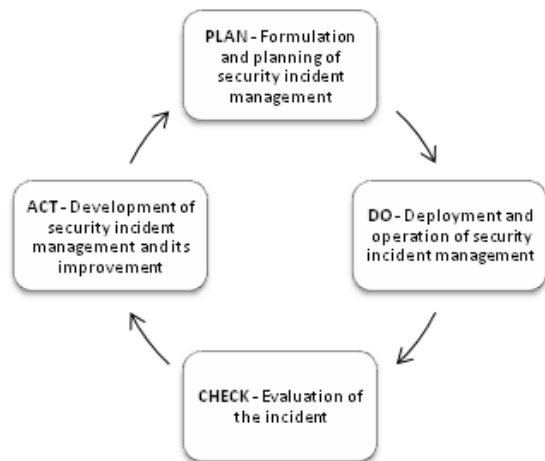 PLAN - Formulation
and planning of
security incident
management
ACT - Development of
security incident
management and its
improvement
DO - Deployment and
operation of security
incident management
CHECK - Evaluation of
the incident